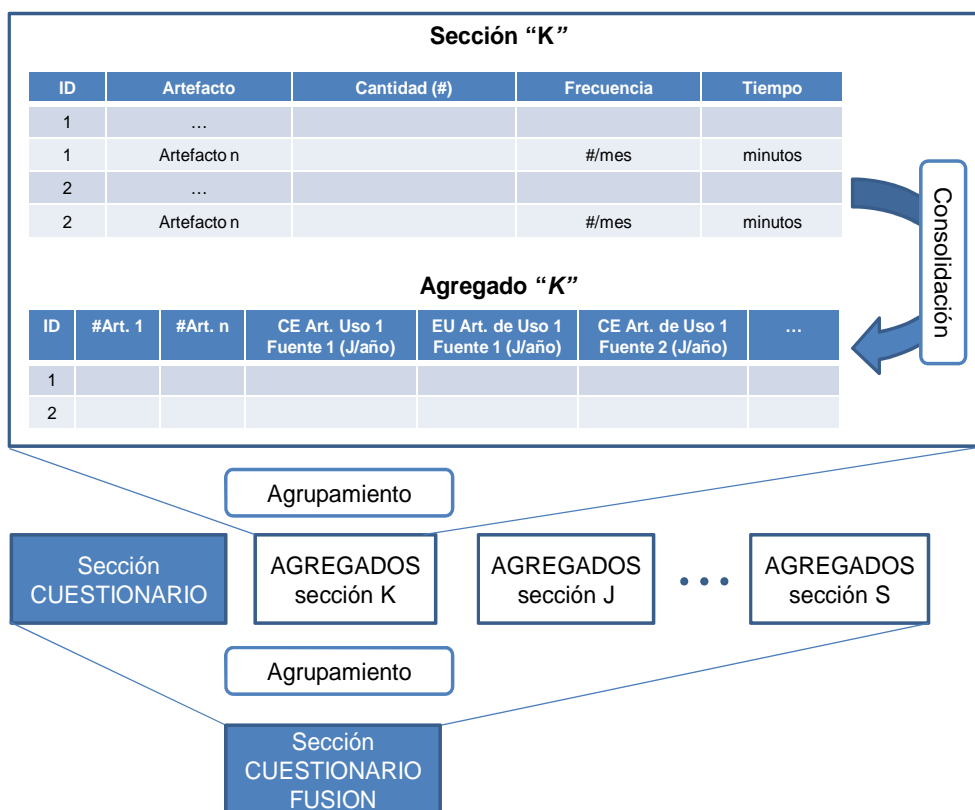 Sección “K”
ID Artefacto Cantidad (#) Frecuencia Tiempo
1 …
1 Artefacto n #/mes minutos
2 …
2 Artefacto n #/mes minutos
Consolidación
Agregado “K”
ID #Art. 1 #Art. n CE Art. Uso 1 EU Art. de Uso 1 CE Art. de Uso 1 …
Fuente 1 (J/año) Fuente 1 (J/año) Fuente 2 (J/año)
1
2
Agrupamiento
Sección AGREGADOS AGREGADOS … AGREGADOS
CUESTIONARIO sección K sección J sección S
Agrupamiento
Sección
CUESTIONARIO
FUSION